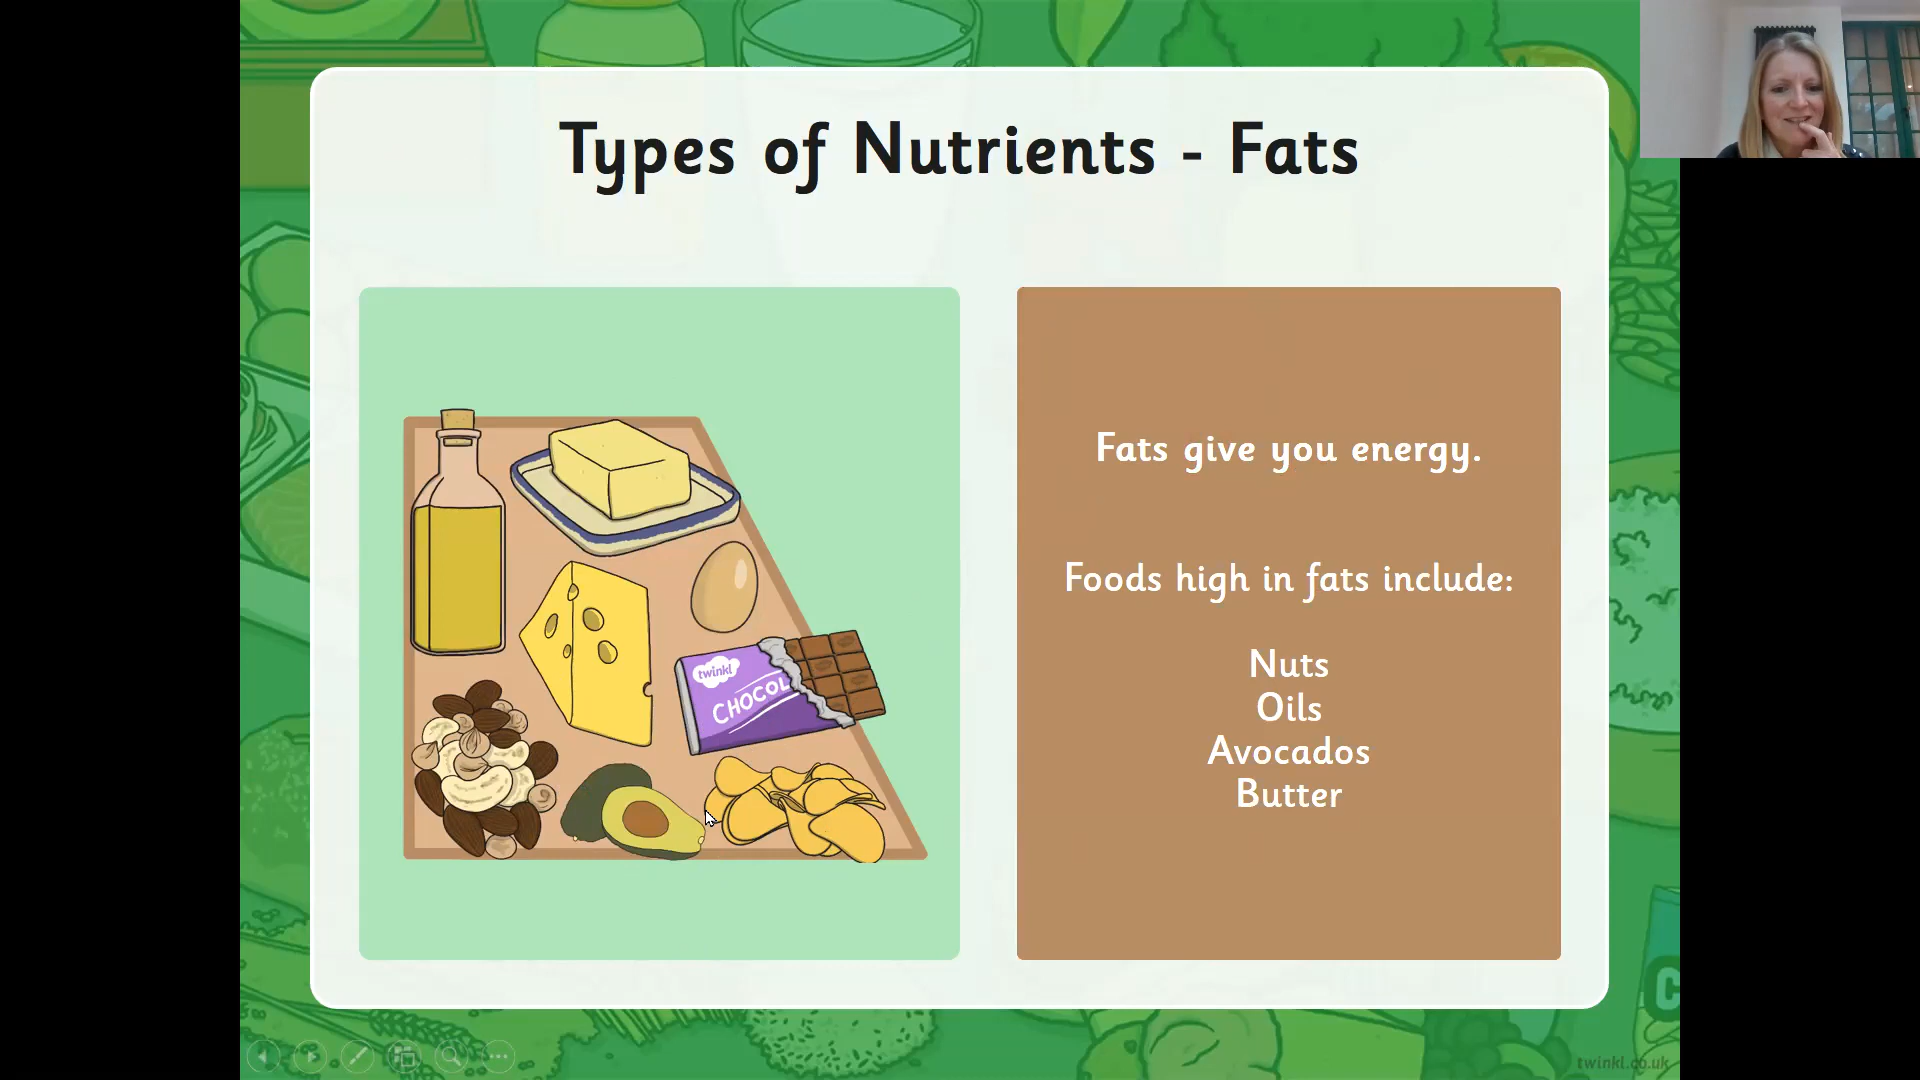 Types of Nutrients - Fats
twinkl
CHOCOL
Fats give you energy.
Foods high in fats include:
Nuts
Oils
Avocados
Butter
C
twinkl.co.uk